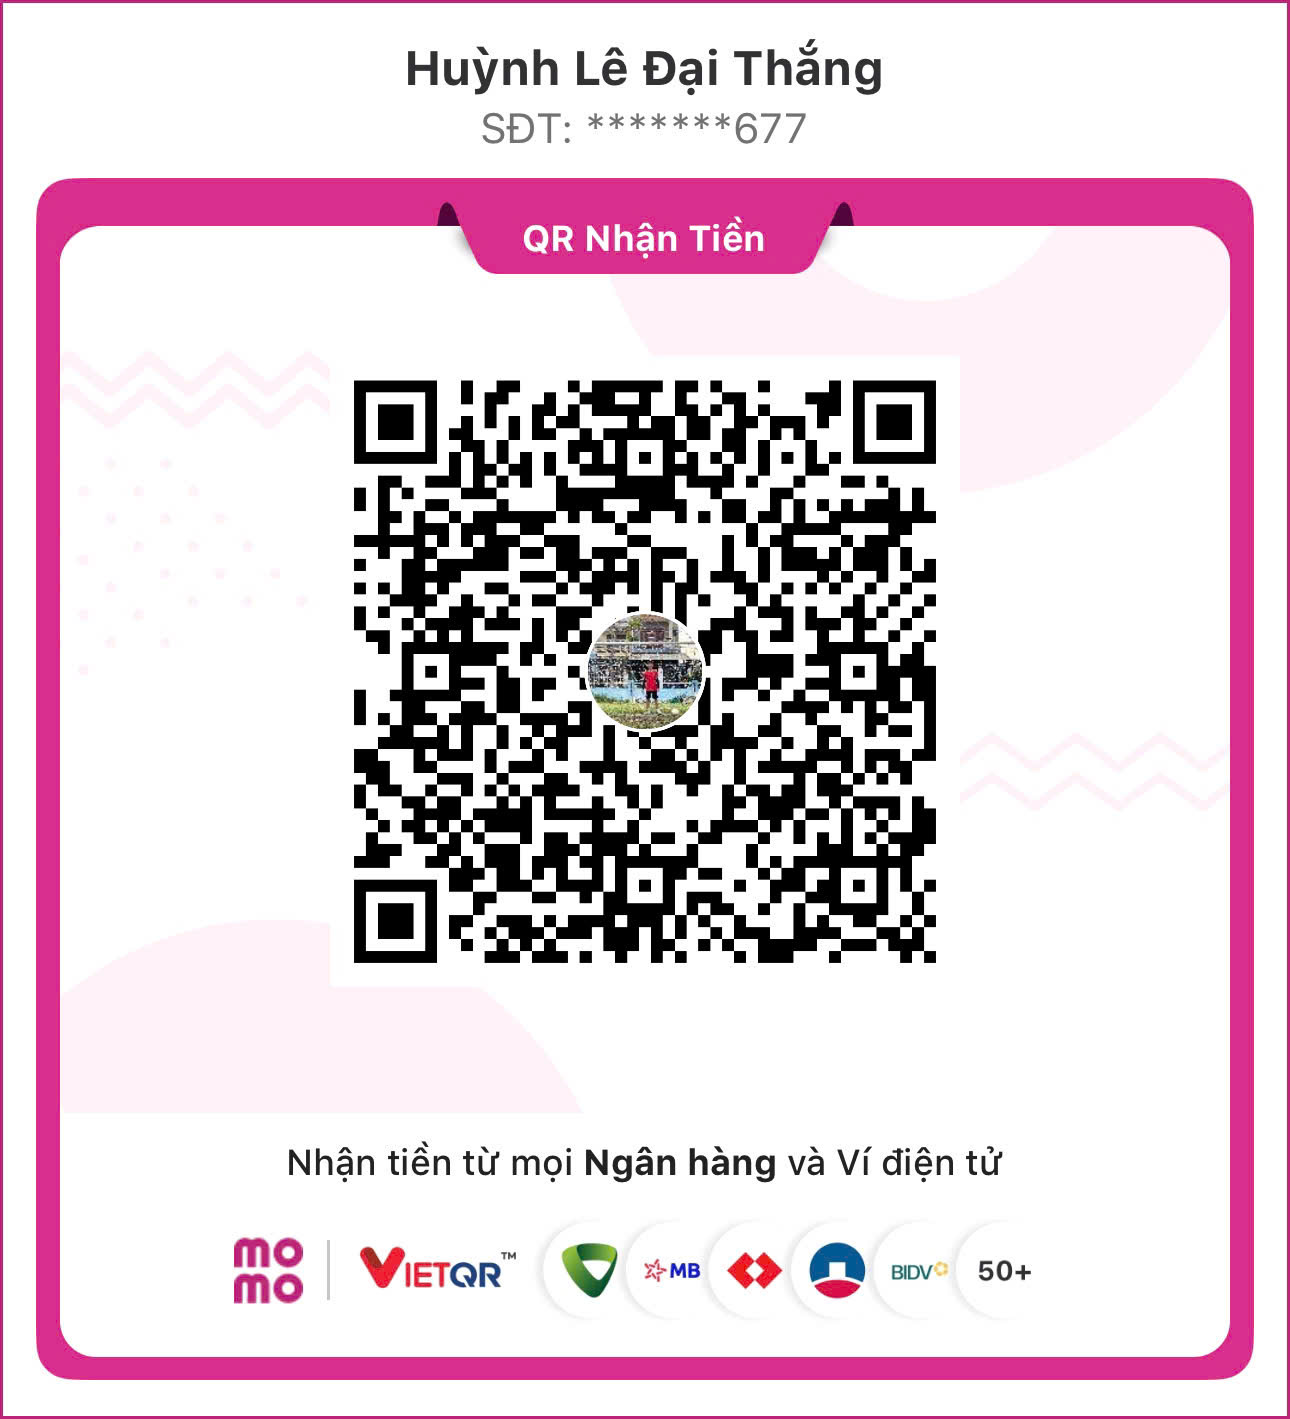 Huỳnh Lê Đại Thắng
SĐT: *******677
QR Nhận Tiền
Nhận tiền từ mọi Ngân hàng và Ví điện tử
mo
mo
VIETQR™
MB
BIDV
50+